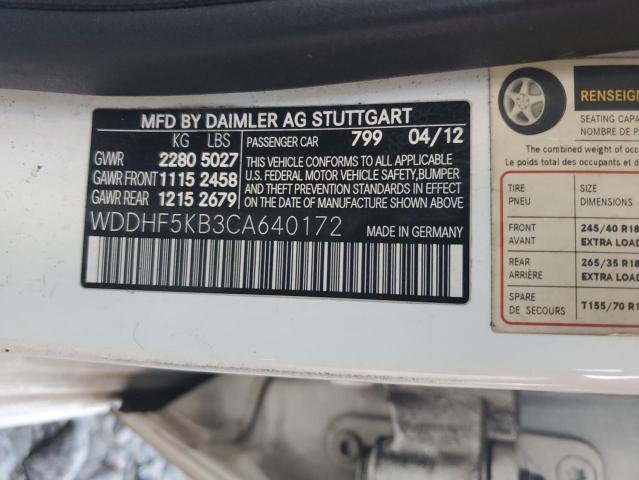 MFD BY DAIMLER AG STUTTGART
KG LBS
PASSENGER CAR 799 04/12
GVWR 2280 5027
GAWR FRONT 1115 2458
GAWR REAR 1215 2679
THIS VEHICLE CONFORMS TO ALL APPLICABLE
U.S. FEDERAL MOTOR VEHICLE SAFETY, BUMPER,
AND THEFT PREVENTION STANDARDS IN EFFECT
ON THE DATE OF MANUFACTURE SHOWN ABOVE.
WDDHF5KB3CA640172
MADE IN GERMANY
RENSEIGN
SEATING CAPA
NOMBRE DE P
The combined weight of occ
Le poids total des occupants et d
TIRE SIZE
PNEU DIMENSIONS
FRONT 245/40 R18
AVANT EXTRA LOAD
REAR 265/35 R18
ARRIÈRE EXTRA LOAD
SPARE
DE SECOURS T155/70 R1